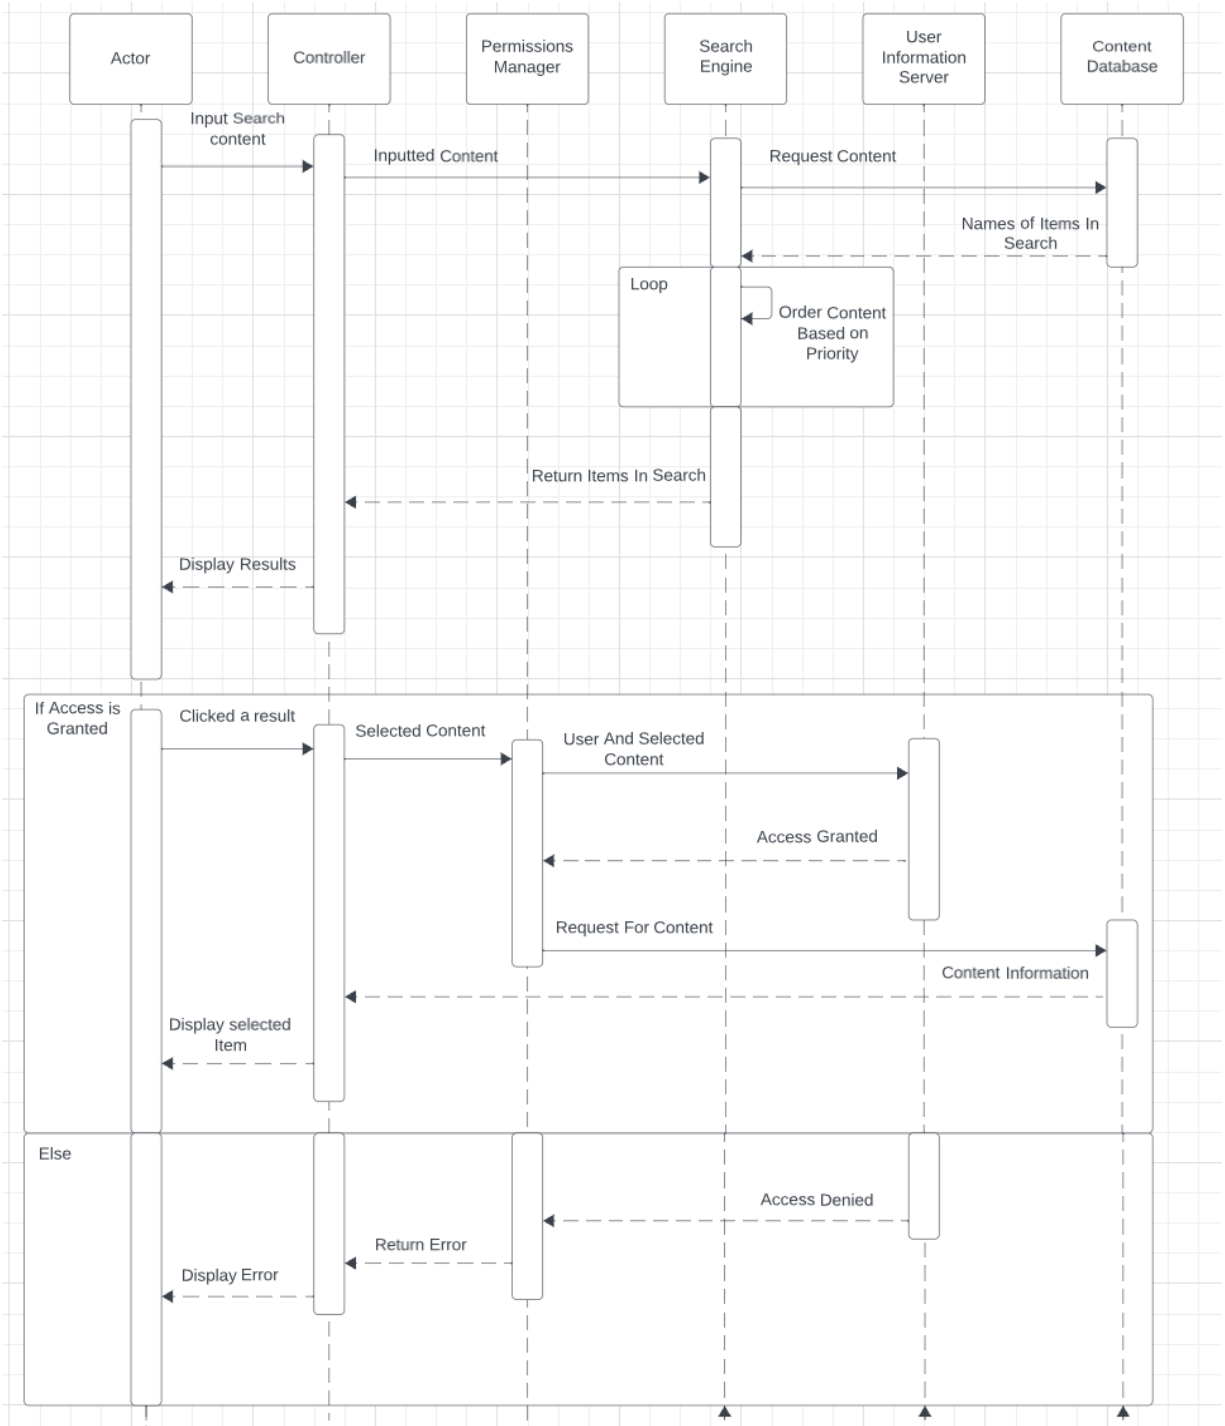 Actor
Controller
Permissions
Manager
Search
Engine
User
Information
Server
Content
Database
Input Search
content
Inputted Content
Request Content
Names of Items In
Search
Loop
Order Content
Based on
Priority
Return Items In Search
Display Results
If Access is
Granted
Clicked a result
Selected Content
User And Selected
Content
Access Granted
Request For Content
Content Information
Display selected
Item
Else
Access Denied
Return Error
Display Error